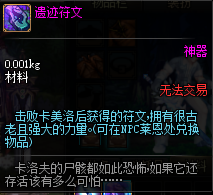 遗迹符文
神器
0.001kg
材料
无法交易
击败卡美洛后获得的符文,拥有很古
老且强大的力量。(可在NPC莱恩处兑换
物品)
卡洛夫的尸骸都如此恐怖,如果它还
存活该有多么可怕……